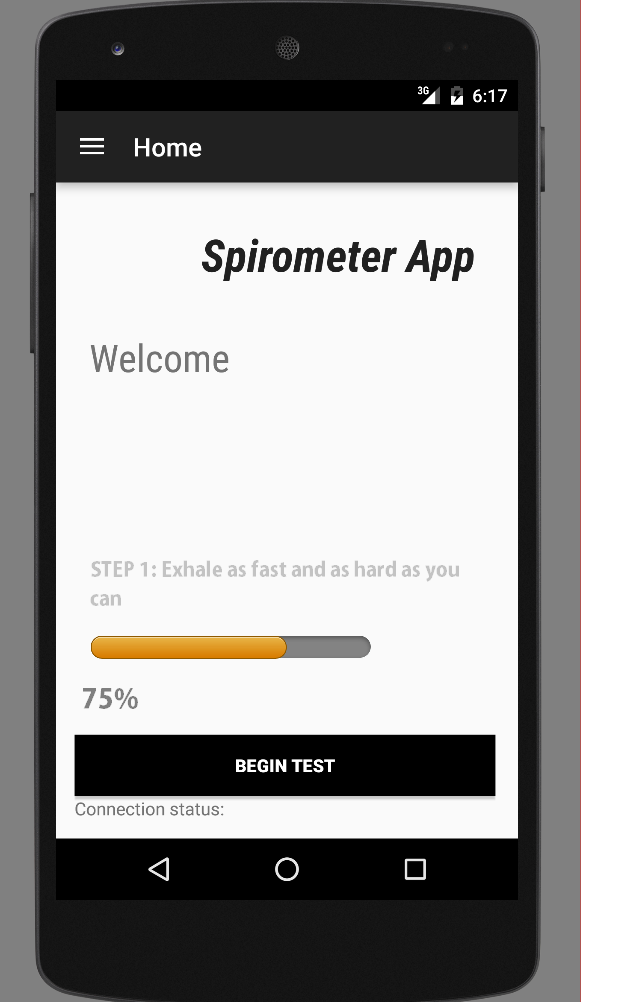 3G
6:17
Home
Spirometer App
Welcome
STEP 1: Exhale as fast and as hard as you
can
75%
BEGIN TEST
Connection status: